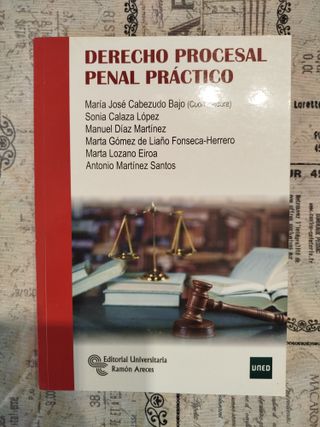 DERECHO PROCESAL
PENAL PRÁCTICO
María José Cabezudo Bajo (Coordinadora)
Sonia Calaza López
Manuel Díaz Martínez
Marta Gómez de Liaño Fonseca-Herrero
Marta Lozano Eiroa
Antonio Martínez Santos
Editorial Universitaria
Ramón Areces
UNED